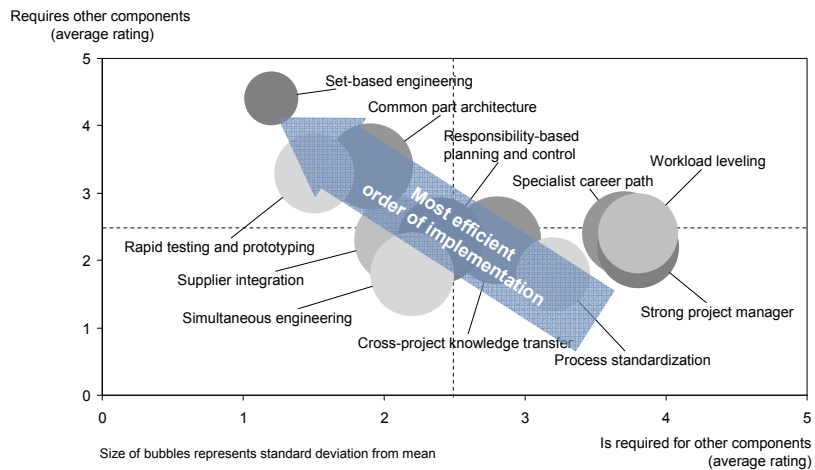 Requires other components
(average rating)
5
Set-based engineering
Common part architecture
4
Responsibility-based
planning and control
Workload leveling
Specialist career path
3
Most efficient
order of implementation
Rapid testing and prototyping
2
Supplier integration
Simultaneous engineering
Strong project manager
1
Cross-project knowledge transfer
Process standardization
0
0 1 2 3 4 5
Size of bubbles represents standard deviation from mean
Is required for other components
(average rating)